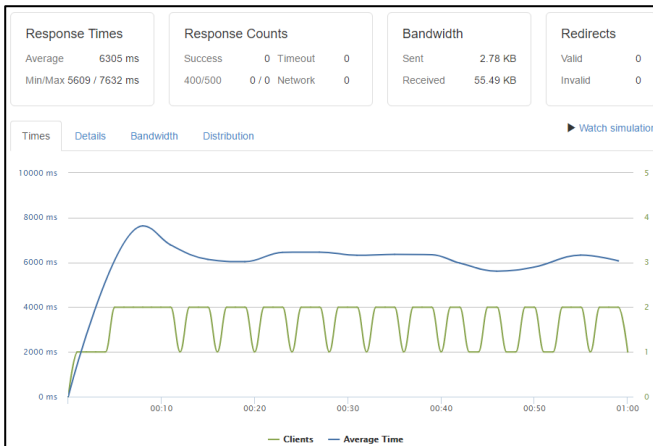 Response Times
Average 6305 ms
Min/Max 5609 / 7632 ms
Response Counts
Success 0 Timeout 0
400/500 0 / 0 Network 0
Bandwidth
Sent 2.78 KB
Received 55.49 KB
Redirects
Valid 0
Invalid 0
Times Details Bandwidth Distribution
▶ Watch simulation
10000 ms 5
8000 ms 4
6000 ms 3
4000 ms 2
2000 ms 1
0 ms 0
00:10 00:20 00:30 00:40 00:50 01:00
Clients Average Time